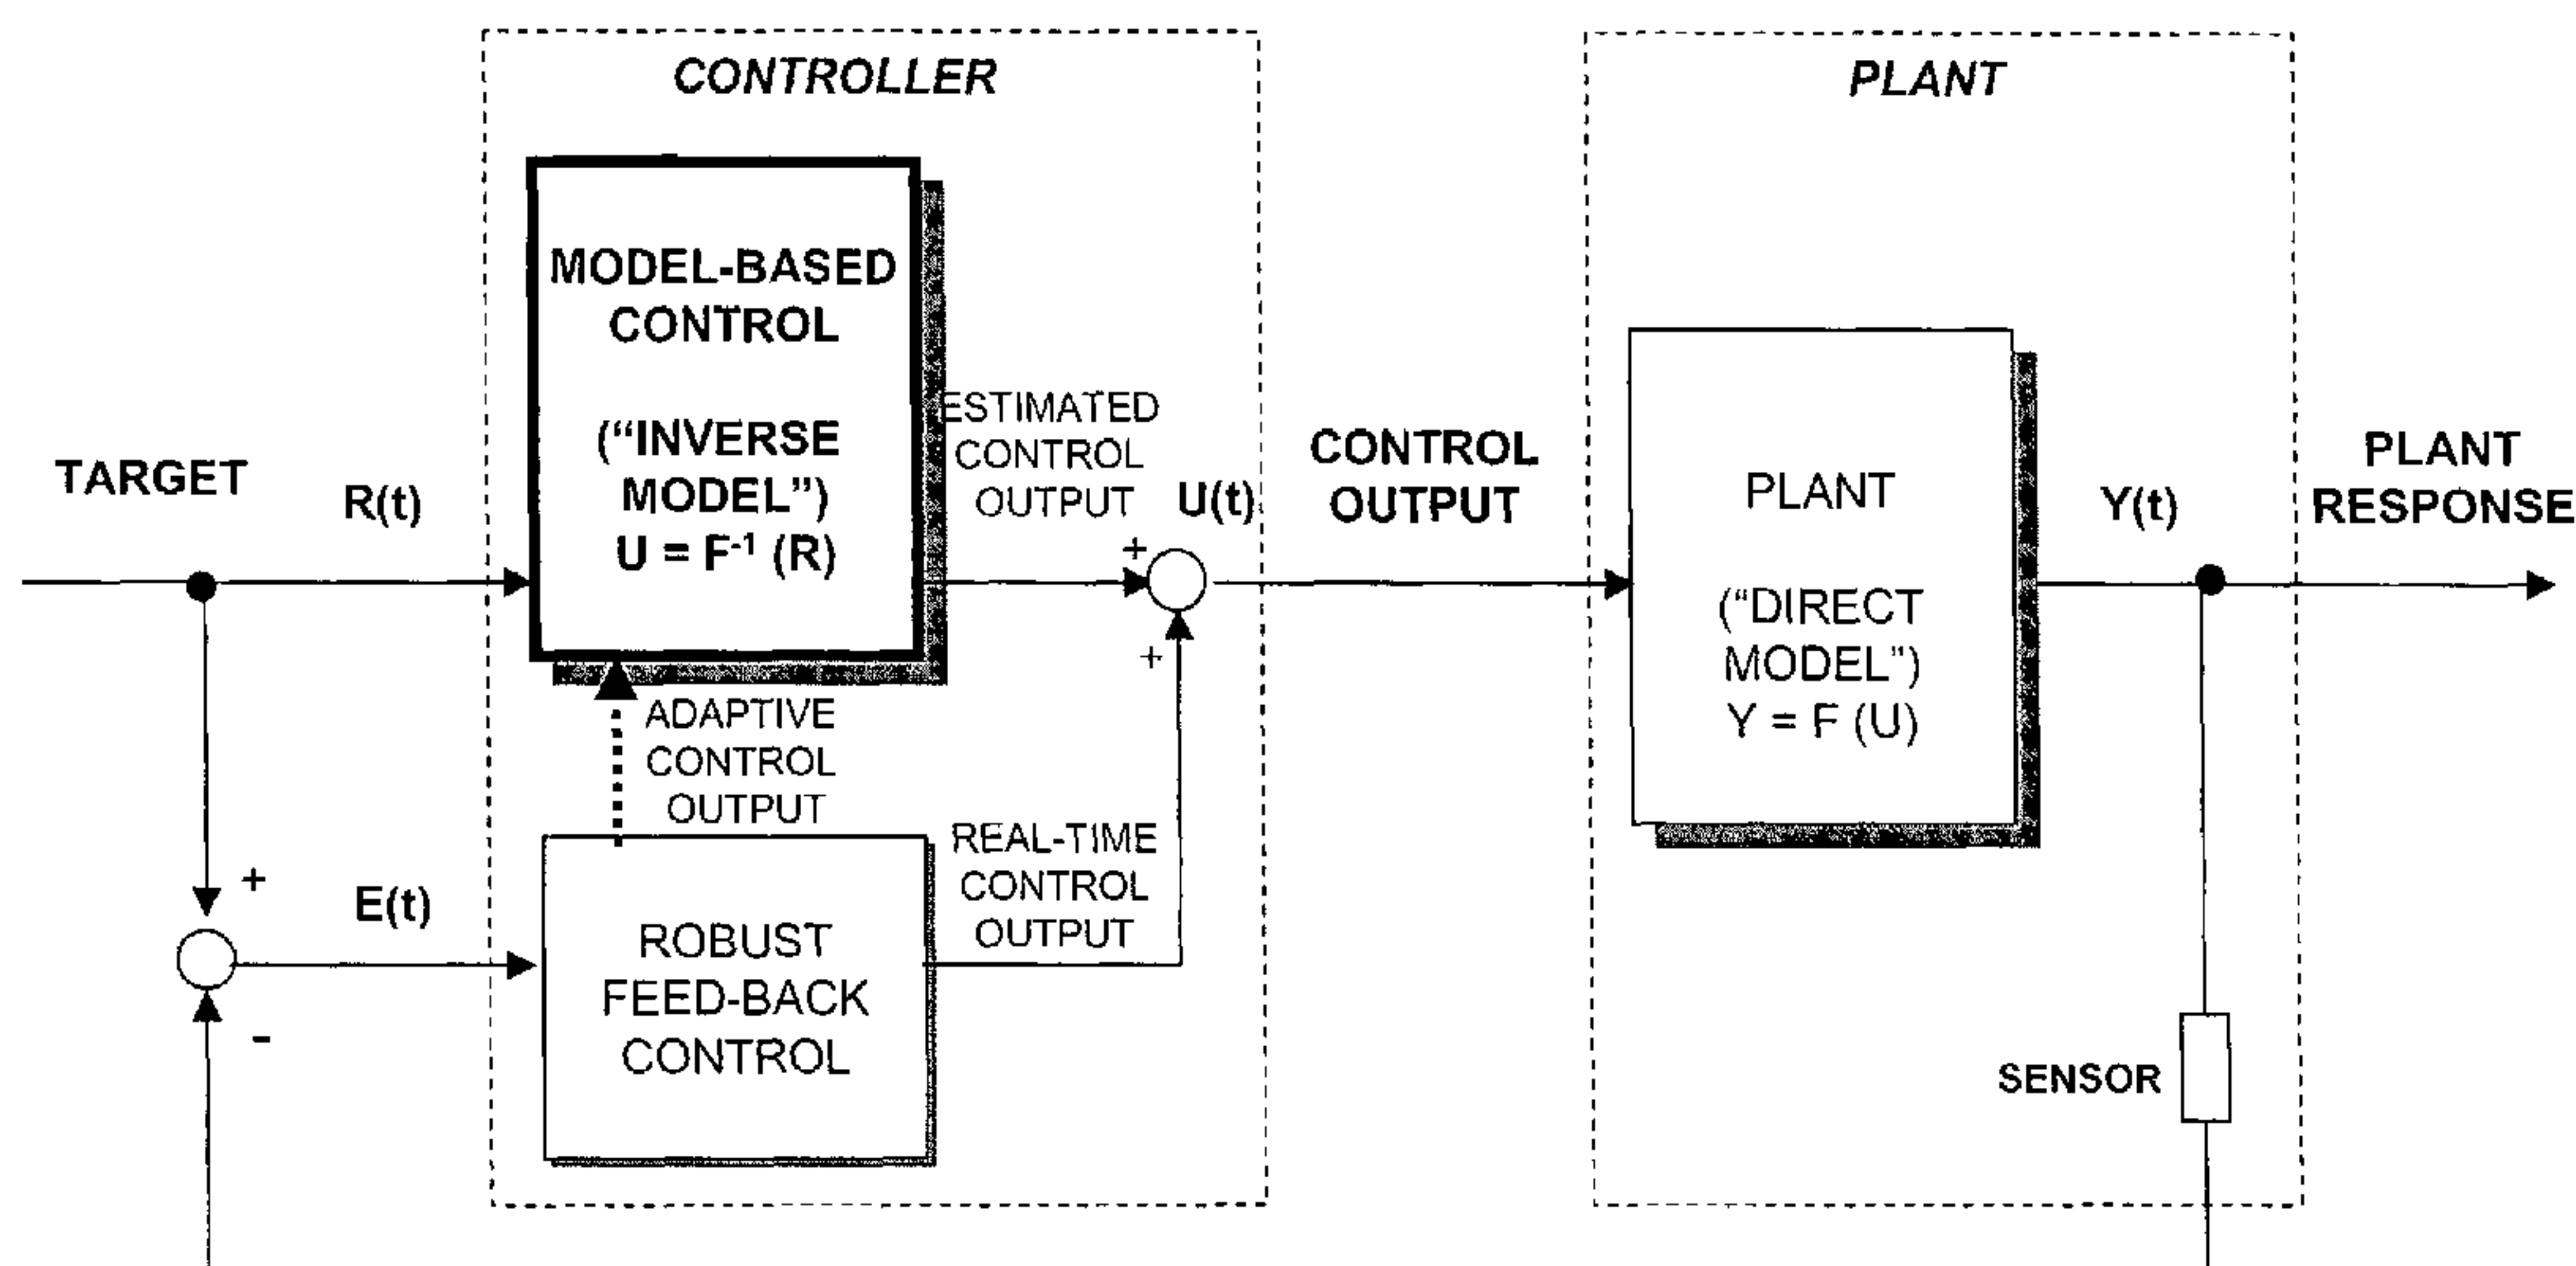 CONTROLLER
PLANT
MODEL-BASED
CONTROL
("INVERSE
MODEL")
U = F⁻¹ (R)
TARGET
R(t)
ESTIMATED
CONTROL
OUTPUT
+
U(t)
CONTROL
OUTPUT
PLANT
("DIRECT
MODEL")
Y = F (U)
Y(t)
PLANT
RESPONSE
+
ADAPTIVE
CONTROL
OUTPUT
REAL-TIME
CONTROL
OUTPUT
+
E(t)
-
ROBUST
FEED-BACK
CONTROL
SENSOR